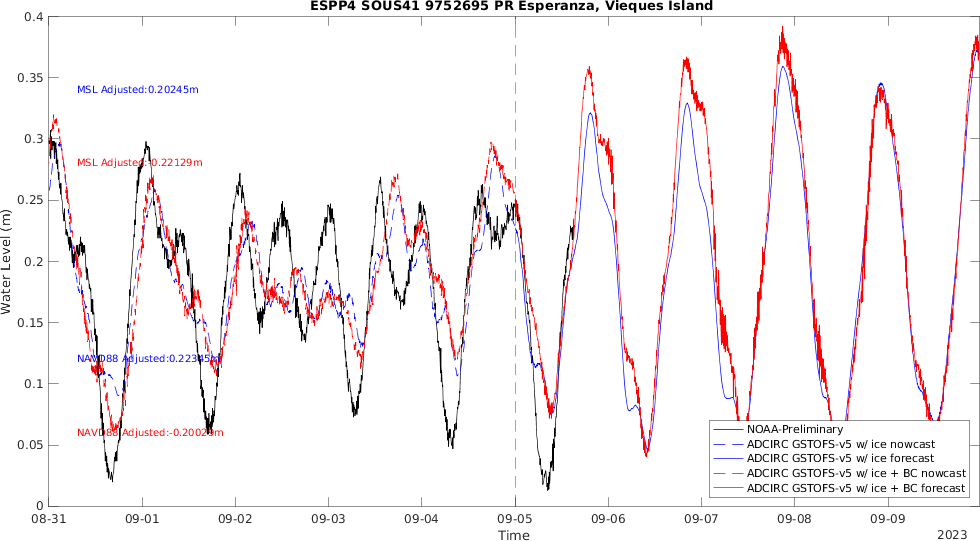 ESPP4 SOUS41 9752695 PR Esperanza, Vieques Island
Water Level (m)
0.4
0.35
0.3
0.25
0.2
0.15
0.1
0.05
0
MSL Adjusted:0.20245m
MSL Adjusted:-0.22129m
NAVD88 Adjusted:0.22345m
NAVD88 Adjusted:-0.20029m
NOAA-Preliminary
ADCIRC GSTOFS-v5 w/ ice nowcast
ADCIRC GSTOFS-v5 w/ ice forecast
ADCIRC GSTOFS-v5 w/ ice + BC nowcast
ADCIRC GSTOFS-v5 w/ ice + BC forecast
08-31 09-01 09-02 09-03 09-04 09-05 09-06 09-07 09-08 09-09
Time
2023